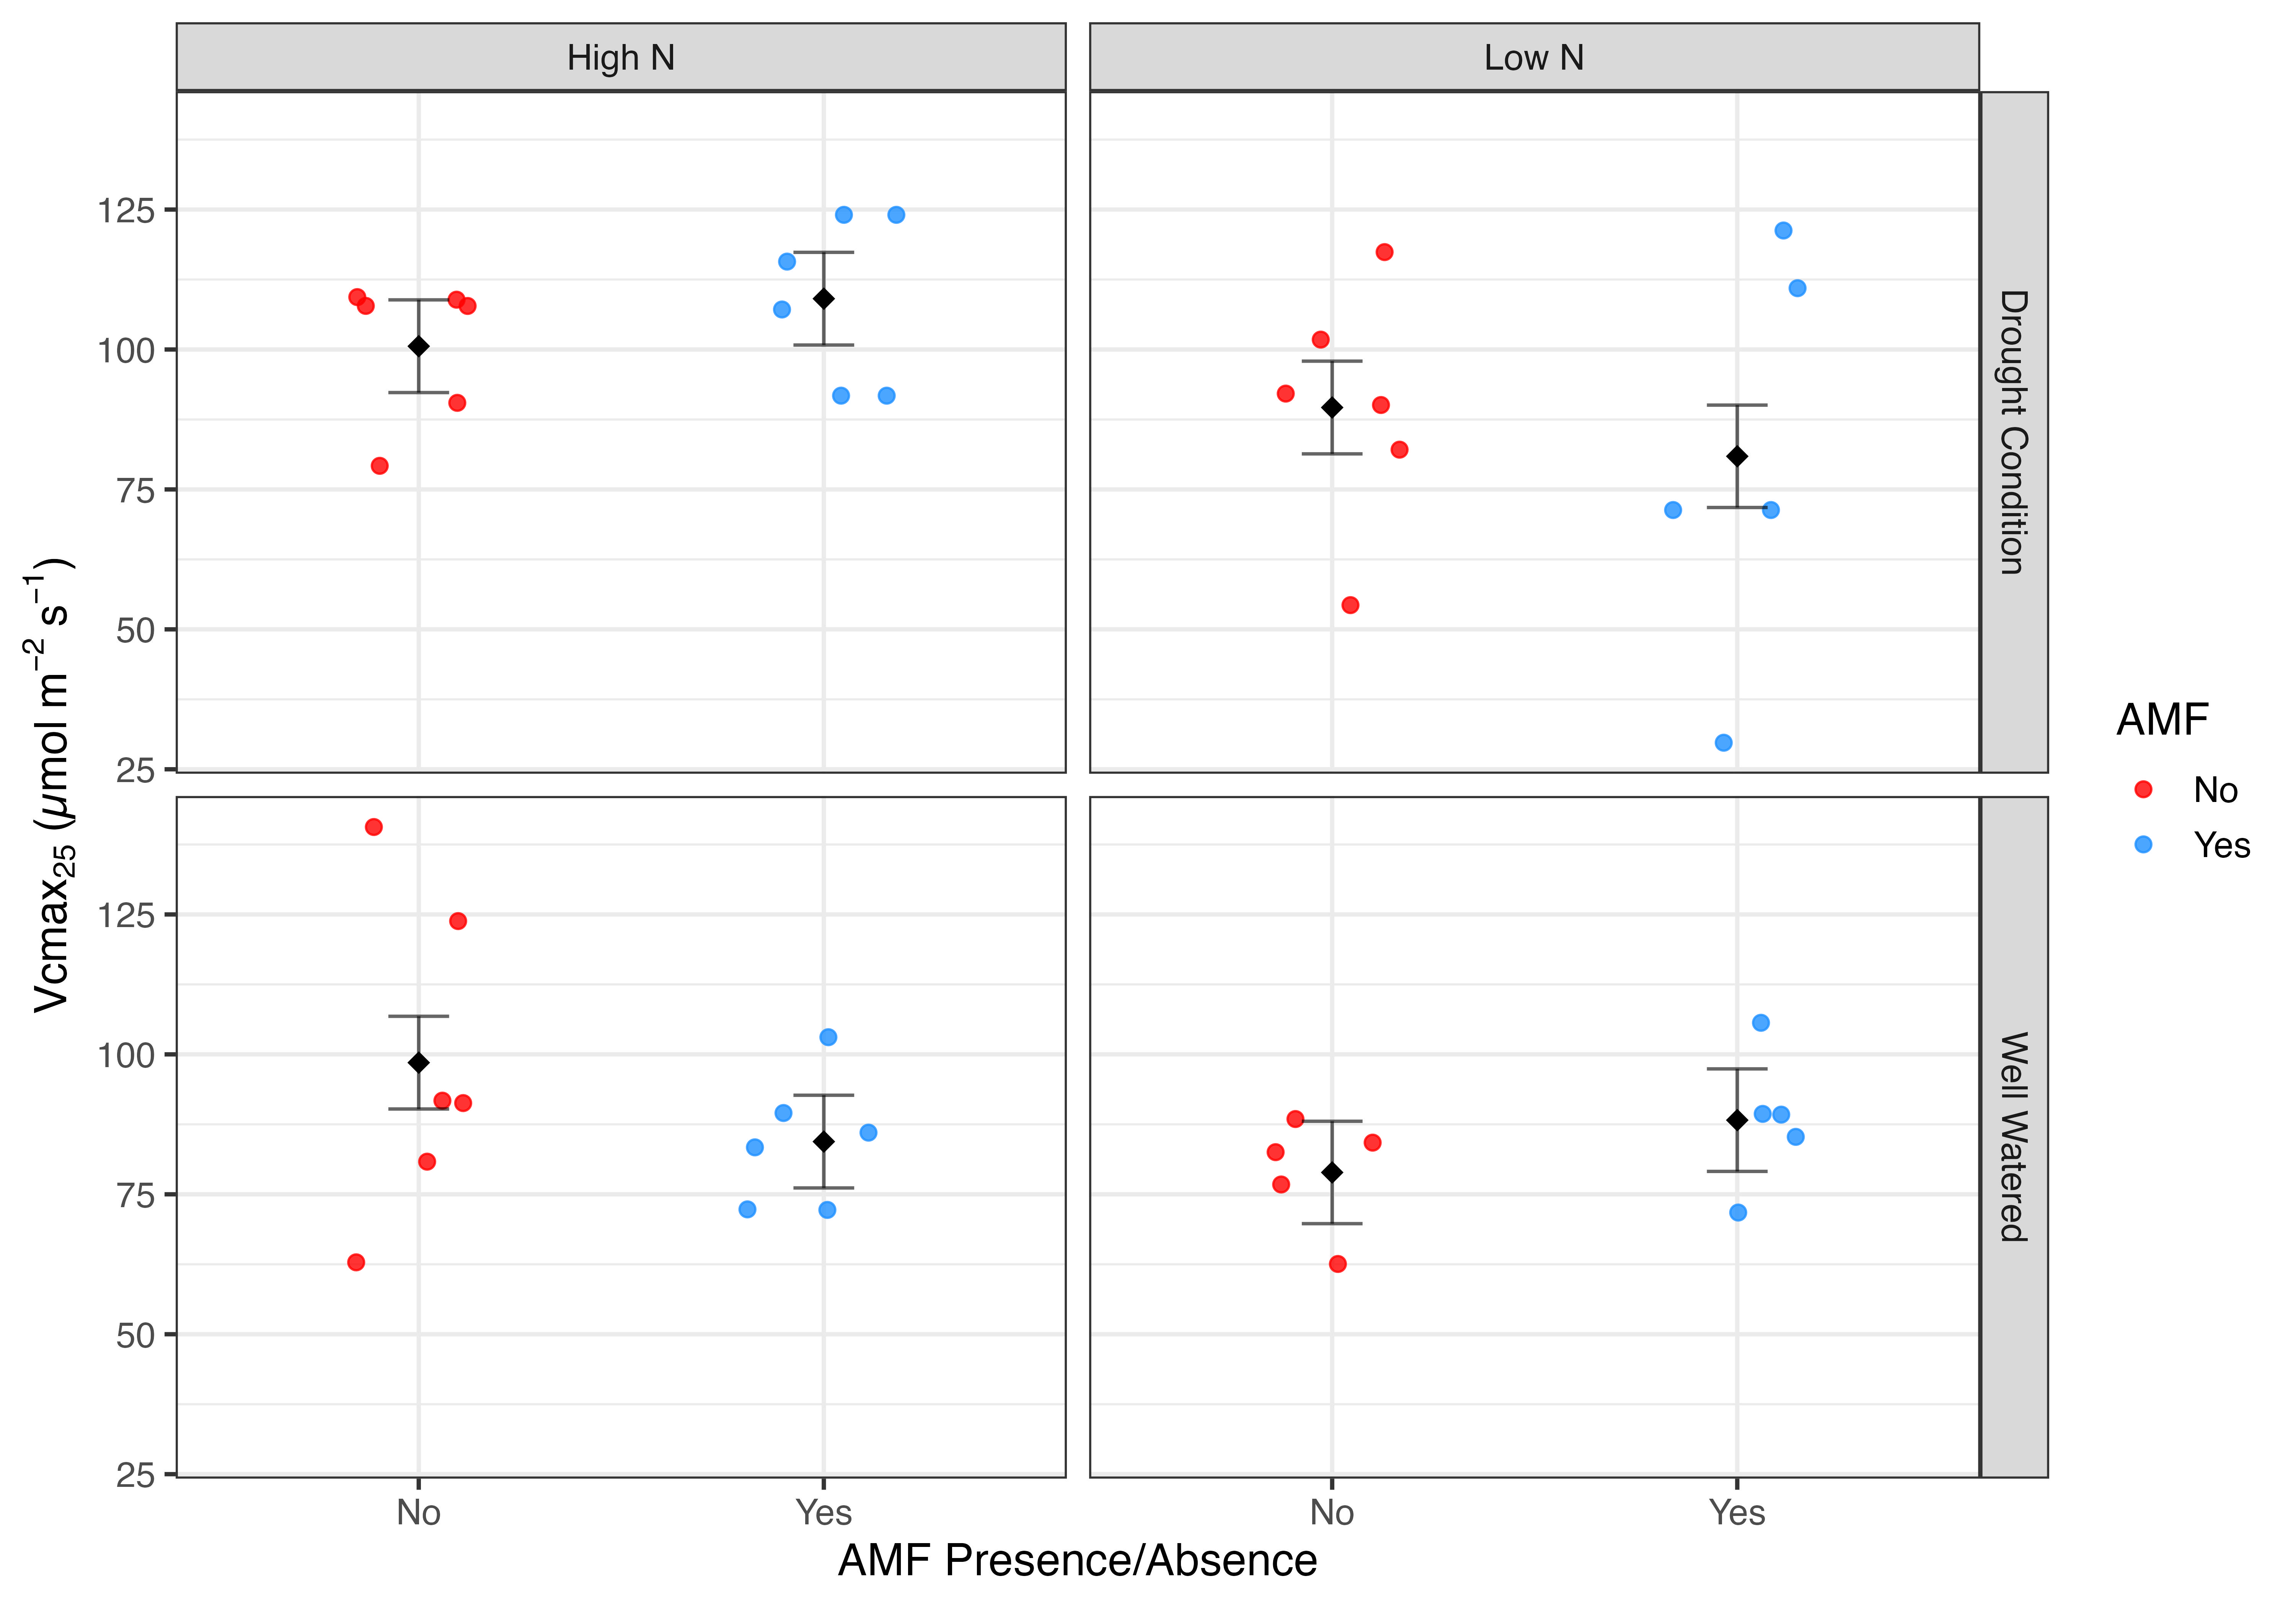 High N
Low N
125
100
75
50
25
Drought Condition
125
100
75
50
25
Well Watered
Vcmax₂₅ (μmol m⁻² s⁻¹)
No
Yes
No
Yes
AMF Presence/Absence
AMF
No
Yes